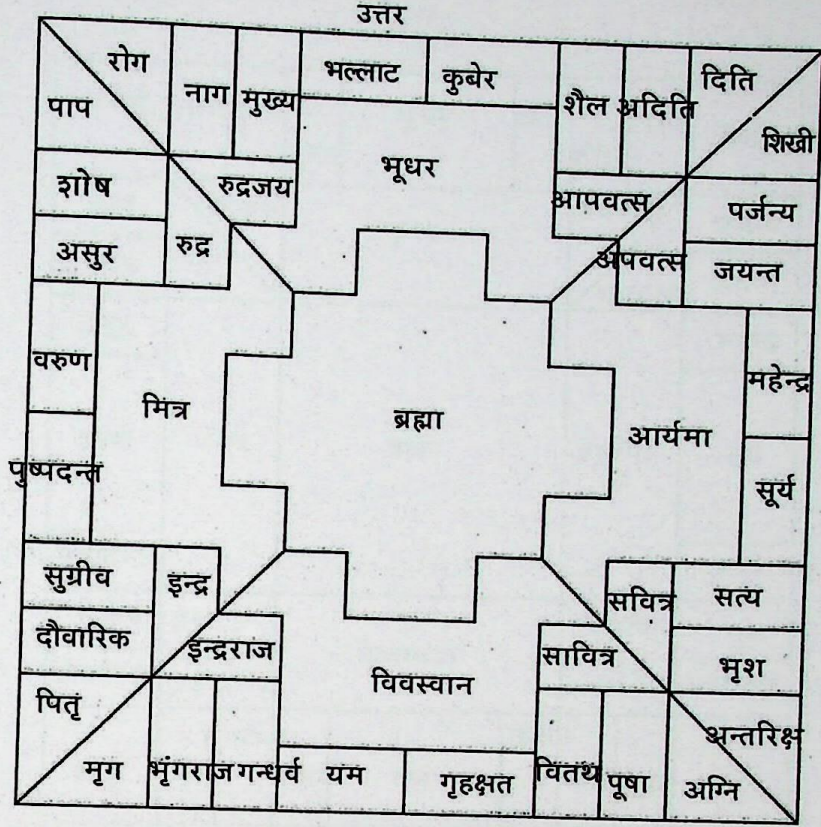 उत्तर
रोग
नाग
मुख्य
भल्लाट
कुबेर
शैल
अदिति
दिति
पाप
शिखी
भूधर
शोष
रुद्रजय
आपवत्स
पर्जन्य
असुर
रुद्र
अपवत्स
जयन्त
वरुण
महेन्द्र
मित्र
ब्रह्मा
आर्यमा
पुष्पदन्त
सूर्य
सुग्रीव
इन्द्र
सवित्र
सत्य
दौवारिक
इन्द्रराज
सावित्र
भृश
विवस्वान
पितृं
अन्तरिक्ष
मृग
भृंगराज
गन्धर्व
यम
गृहक्षत
वितथ
पूषा
अग्नि